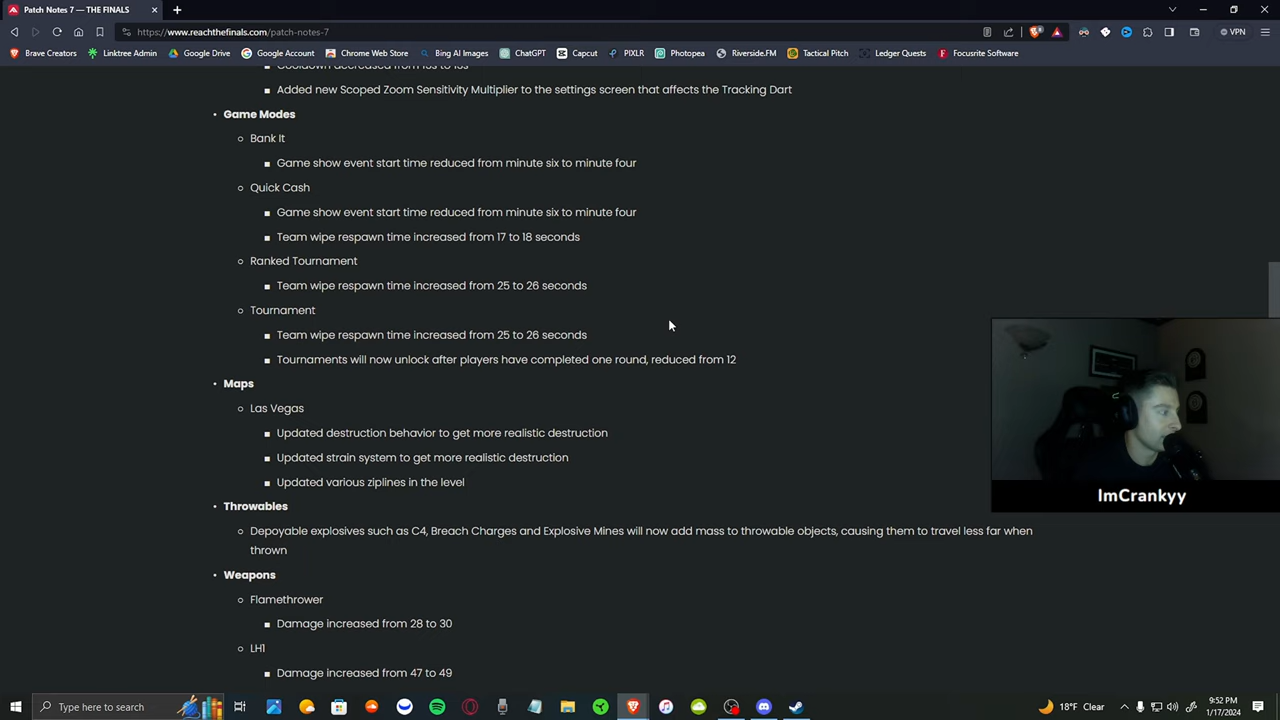 Patch Notes 7 — THE FINALS
https://www.reachthefinals.com/patch-notes-7
VPN
Brave Creators
Linktree Admin
Google Drive
Google Account
Chrome Web Store
Bing AI Images
ChatGPT
Capcut
PIXLR
Photopea
Riverside.FM
Tactical Pitch
Ledger Quests
Focusrite Software
Added new Scoped Zoom Sensitivity Multiplier to the settings screen that affects the Tracking Dart
Game Modes
Bank It
Game show event start time reduced from minute six to minute four
Quick Cash
Game show event start time reduced from minute six to minute four
Team wipe respawn time increased from 17 to 18 seconds
Ranked Tournament
Team wipe respawn time increased from 25 to 26 seconds
Tournament
Team wipe respawn time increased from 25 to 26 seconds
Tournaments will now unlock after players have completed one round, reduced from 12
Maps
Las Vegas
Updated destruction behavior to get more realistic destruction
Updated strain system to get more realistic destruction
Updated various ziplines in the level
Throwables
Depoyable explosives such as C4, Breach Charges and Explosive Mines will now add mass to throwable objects, causing them to travel less far when
thrown
Weapons
Flamethrower
Damage increased from 28 to 30
LH1
Damage increased from 47 to 49
ImCrankyy
Type here to search
18°F Clear
9:52 PM
1/17/2024